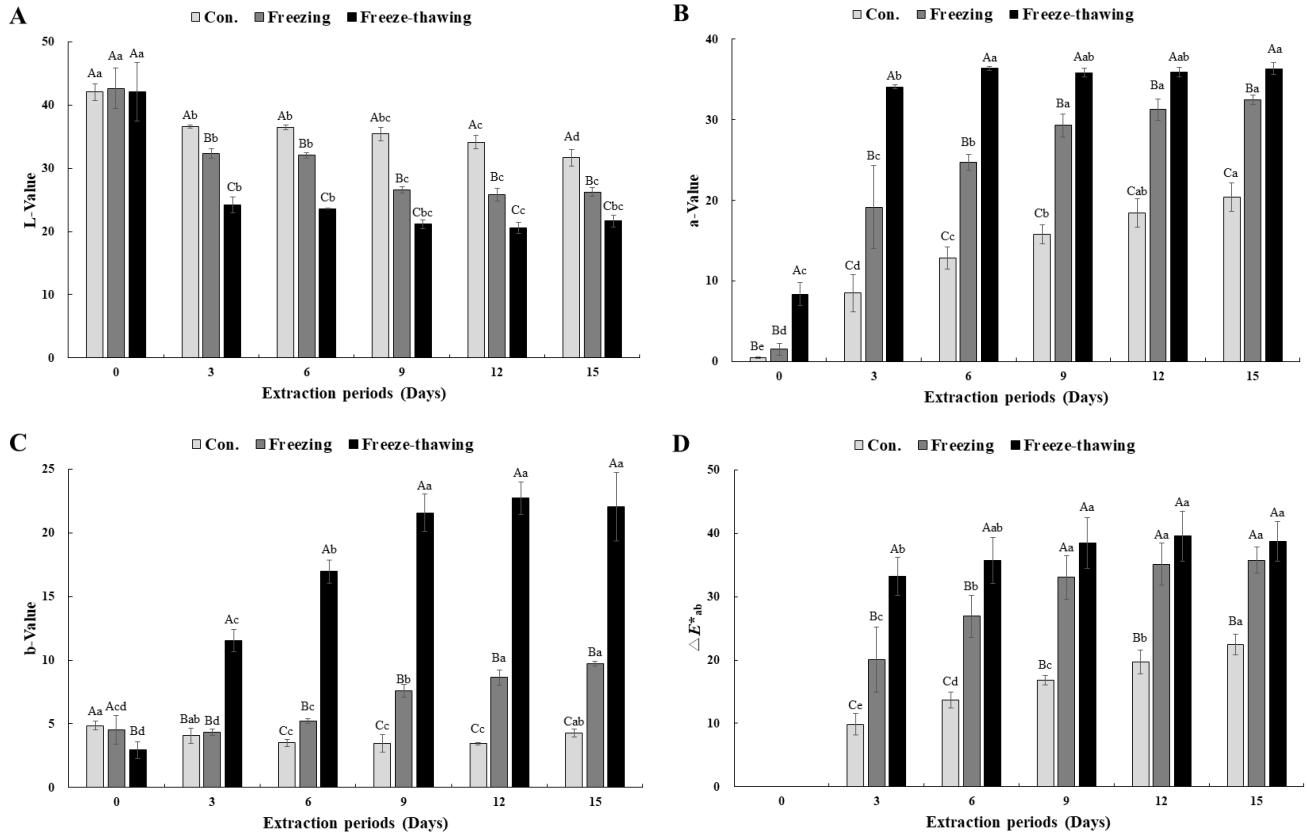 A
Con. Freezing Freeze-thawing
50
40
30
20
10
0
L-Value
Aa Aa Aa
Ab Bb Cb
Ab Bb Cb
Abc Bc Cbc
Ac Bc Cc
Ad Bc Cbc
0 3 6 9 12 15
Extraction periods (Days)
B
Con. Freezing Freeze-thawing
40
30
20
10
0
a-Value
Be Bd Ac
Cd Bc Ab
Cc Bb Aa
Cb Ba Aab
Cab Ba Aab
Ca Ba Aa
0 3 6 9 12 15
Extraction periods (Days)
C
Con. Freezing Freeze-thawing
25
20
15
10
5
0
b-Value
Aa Acd Bd
Bab Bd Ac
Cc Bc Ab
Cc Bb Aa
Cc Ba Aa
Cab Ba Aa
0 3 6 9 12 15
Extraction periods (Days)
D
Con. Freezing Freeze-thawing
50
40
30
20
10
0
△E*ab
Ce Bc Ab
Cd Bb Aab
Bc Aa Aa
Bb Aa Aa
Ba Aa Aa
0 3 6 9 12 15
Extraction periods (Days)